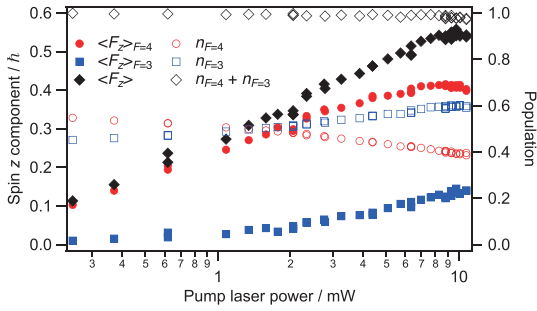 0.6
0.5
0.4
0.3
0.2
0.1
0.0
Spin z component / ℏ
<F_z>_{F=4}
n_{F=4}
<F_z>_{F=3}
n_{F=3}
<F_z>
n_{F=4} + n_{F=3}
1.0
0.8
0.6
0.4
0.2
0.0
Population
3 4 5 6 7 8 9 1 2 3 4 5 6 7 8 9 10
Pump laser power / mW